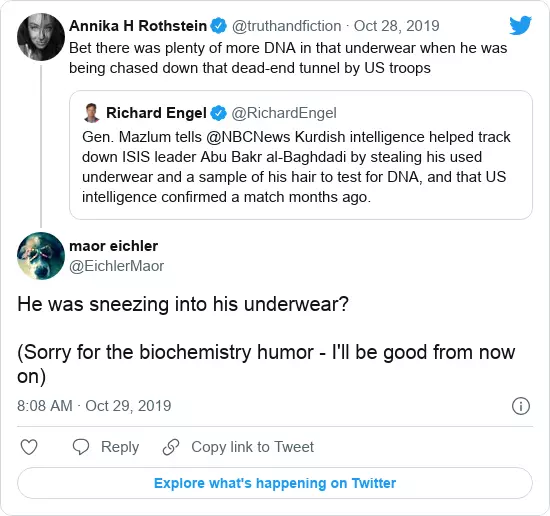 Annika H Rothstein @truthandfiction · Oct 28, 2019
Bet there was plenty of more DNA in that underwear when he was
being chased down that dead-end tunnel by US troops
Richard Engel @RichardEngel
Gen. Mazlum tells @NBCNews Kurdish intelligence helped track
down ISIS leader Abu Bakr al-Baghdadi by stealing his used
underwear and a sample of his hair to test for DNA, and that US
intelligence confirmed a match months ago.
maor eichler
@EichlerMaor
He was sneezing into his underwear?
(Sorry for the biochemistry humor - I'll be good from now
on)
8:08 AM · Oct 29, 2019
Reply Copy link to Tweet
Explore what's happening on Twitter